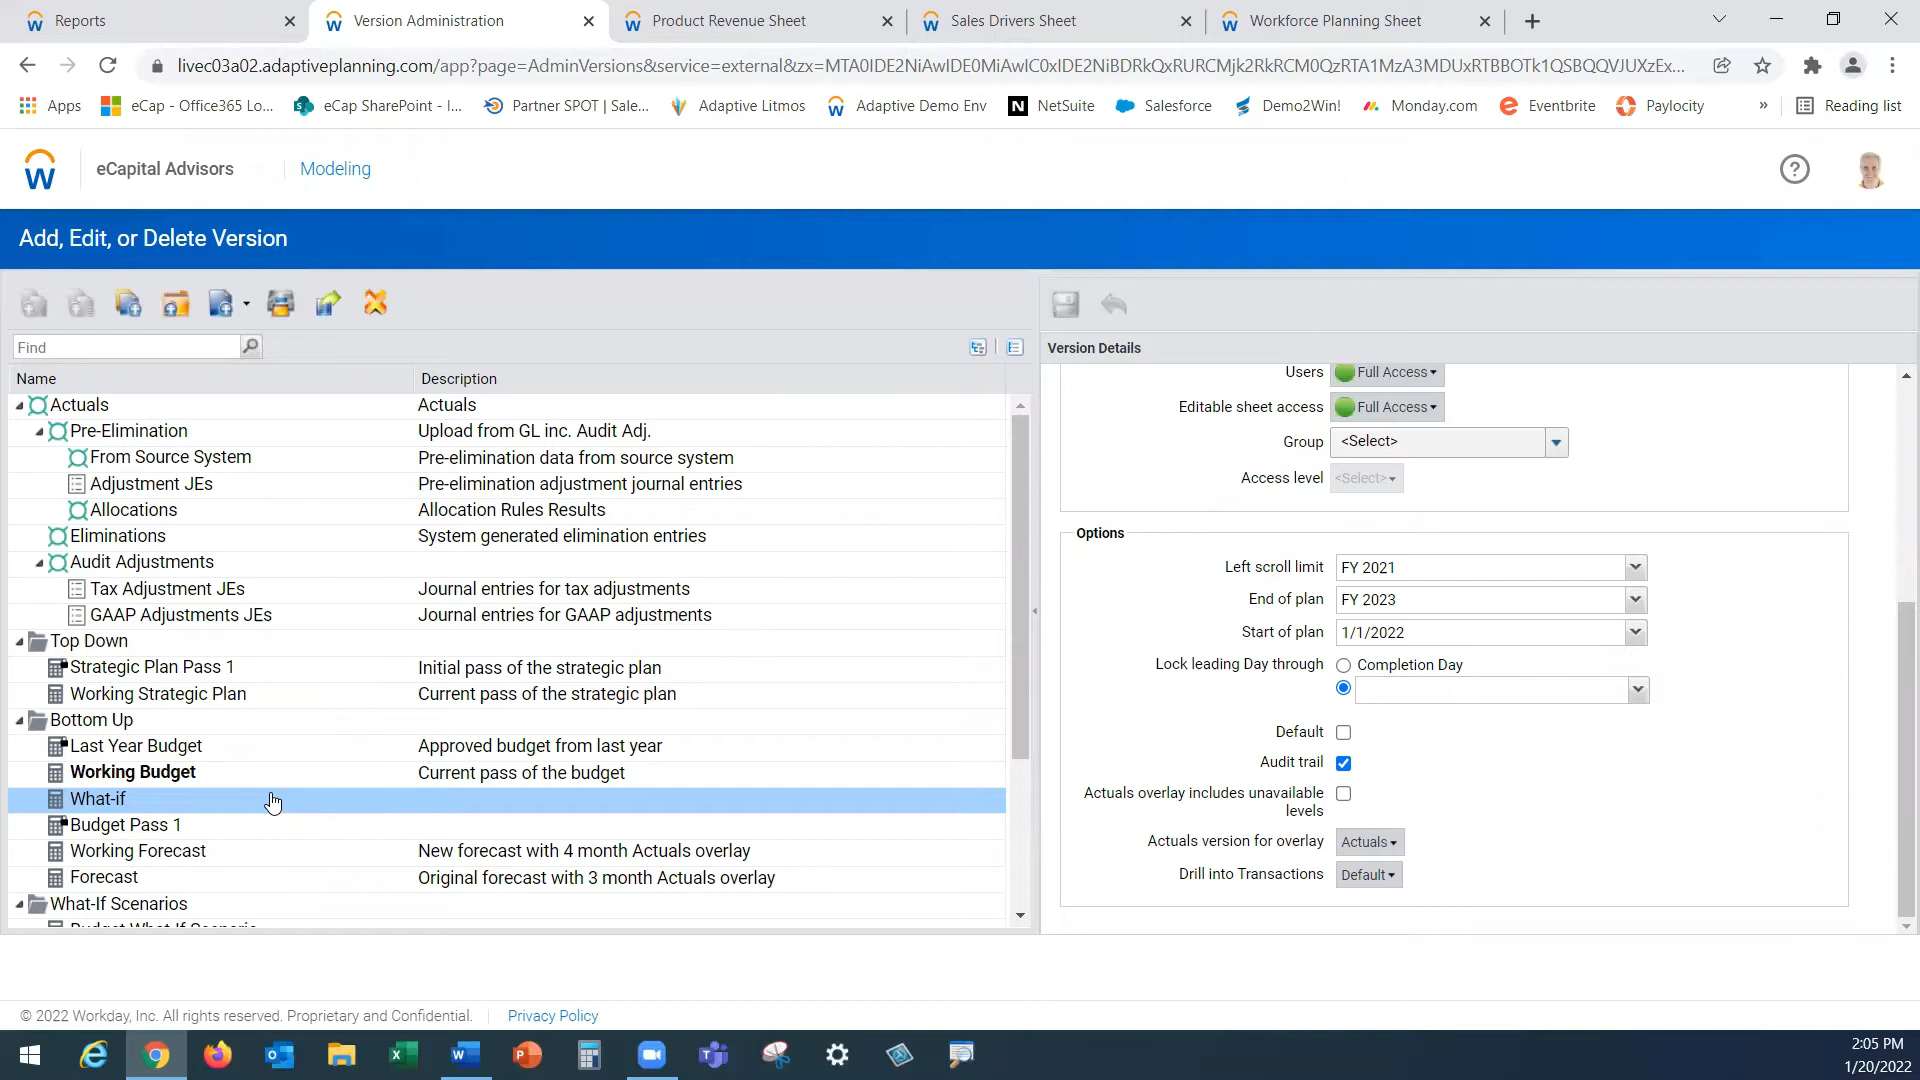 Reports
Version Administration
Product Revenue Sheet
Sales Drivers Sheet
Workforce Planning Sheet
livec03a02.adaptiveplanning.com/app?page=AdminVersions&service=external&zx=MTA0IDE2NiAwIDE0MiAwIC0xIDE2NiBDRkQxRURCMjk2RkRCM0QzRTA1MzA3MDUxRTBBOTk1QSBQQVJUXzEx...
Apps
eCap - Office365 Lo...
eCap SharePoint - I...
Partner SPOT | Sale...
Adaptive Litmos
Adaptive Demo Env
NetSuite
Salesforce
Demo2Win!
Monday.com
Eventbrite
Paylocity
»
Reading list
eCapital Advisors
Modeling
Add, Edit, or Delete Version
Find
Name Description
Actuals Actuals
Pre-Elimination Upload from GL inc. Audit Adj.
From Source System Pre-elimination data from source system
Adjustment JEs Pre-elimination adjustment journal entries
Allocations Allocation Rules Results
Eliminations System generated elimination entries
Audit Adjustments
Tax Adjustment JEs Journal entries for tax adjustments
GAAP Adjustments JEs Journal entries for GAAP adjustments
Top Down
Strategic Plan Pass 1 Initial pass of the strategic plan
Working Strategic Plan Current pass of the strategic plan
Bottom Up
Last Year Budget Approved budget from last year
Working Budget Current pass of the budget
What-if
Budget Pass 1
Working Forecast New forecast with 4 month Actuals overlay
Forecast Original forecast with 3 month Actuals overlay
What-If Scenarios
Budget What If Scenario
Version Details
Users Full Access
Editable sheet access Full Access
Group <Select>
Access level <Select>
Options
Left scroll limit FY 2021
End of plan FY 2023
Start of plan 1/1/2022
Lock leading Day through Completion Day
Default
Audit trail
Actuals overlay includes unavailable
levels
Actuals version for overlay Actuals
Drill into Transactions Default
© 2022 Workday, Inc. All rights reserved. Proprietary and Confidential.
Privacy Policy
2:05 PM
1/20/2022